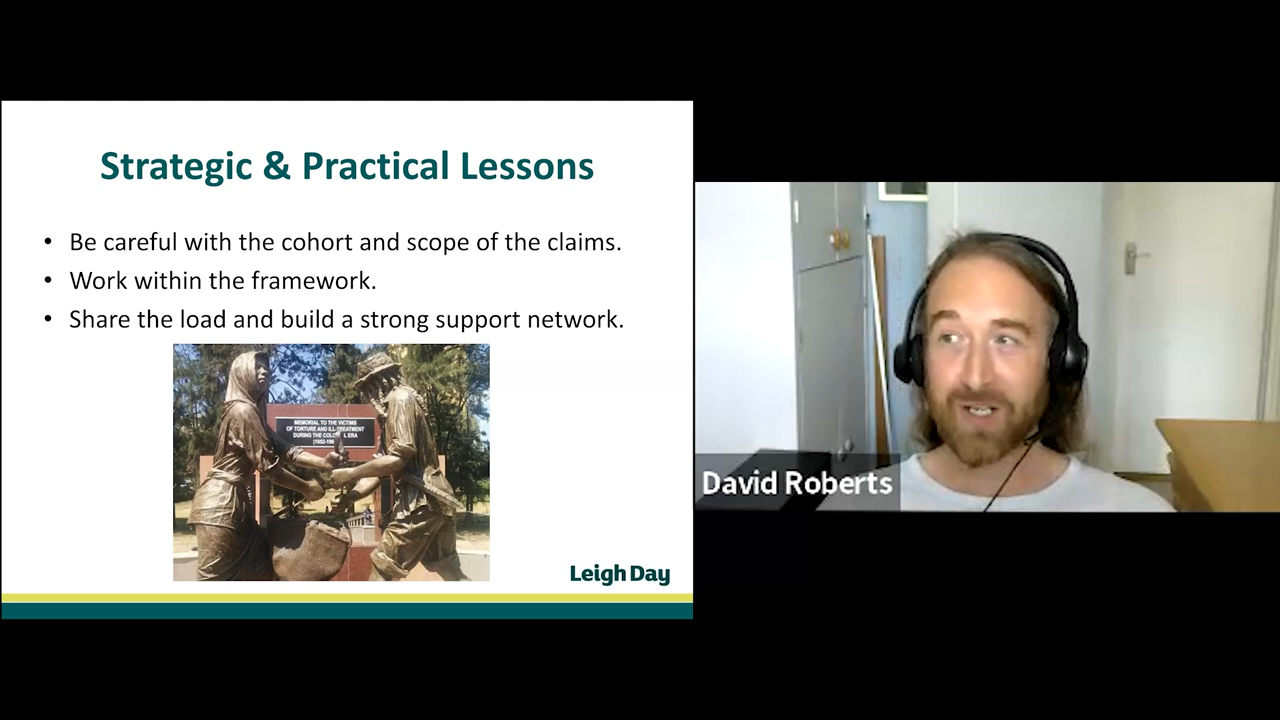 Strategic & Practical Lessons
• Be careful with the cohort and scope of the claims.
• Work within the framework.
• Share the load and build a strong support network.
MEMORIAL TO THE VICTIMS
OF TORTURE AND ILL-TREATMENT
DURING THE COLO L ERA
(1952-196
Leigh Day
David Roberts